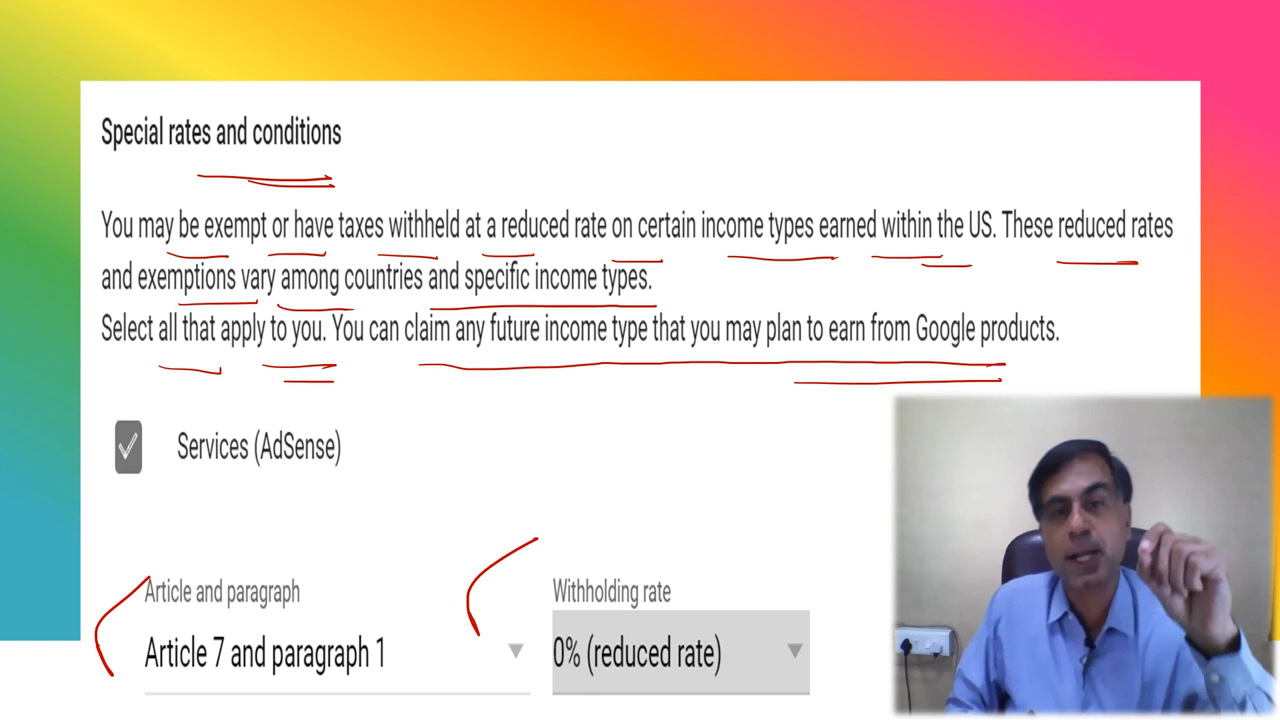 Special rates and conditions
You may be exempt or have taxes withheld at a reduced rate on certain income types earned within the US. These reduced rates
and exemptions vary among countries and specific income types.
Select all that apply to you. You can claim any future income type that you may plan to earn from Google products.
Services (AdSense)
Article and paragraph
Withholding rate
Article 7 and paragraph 1
0% (reduced rate)